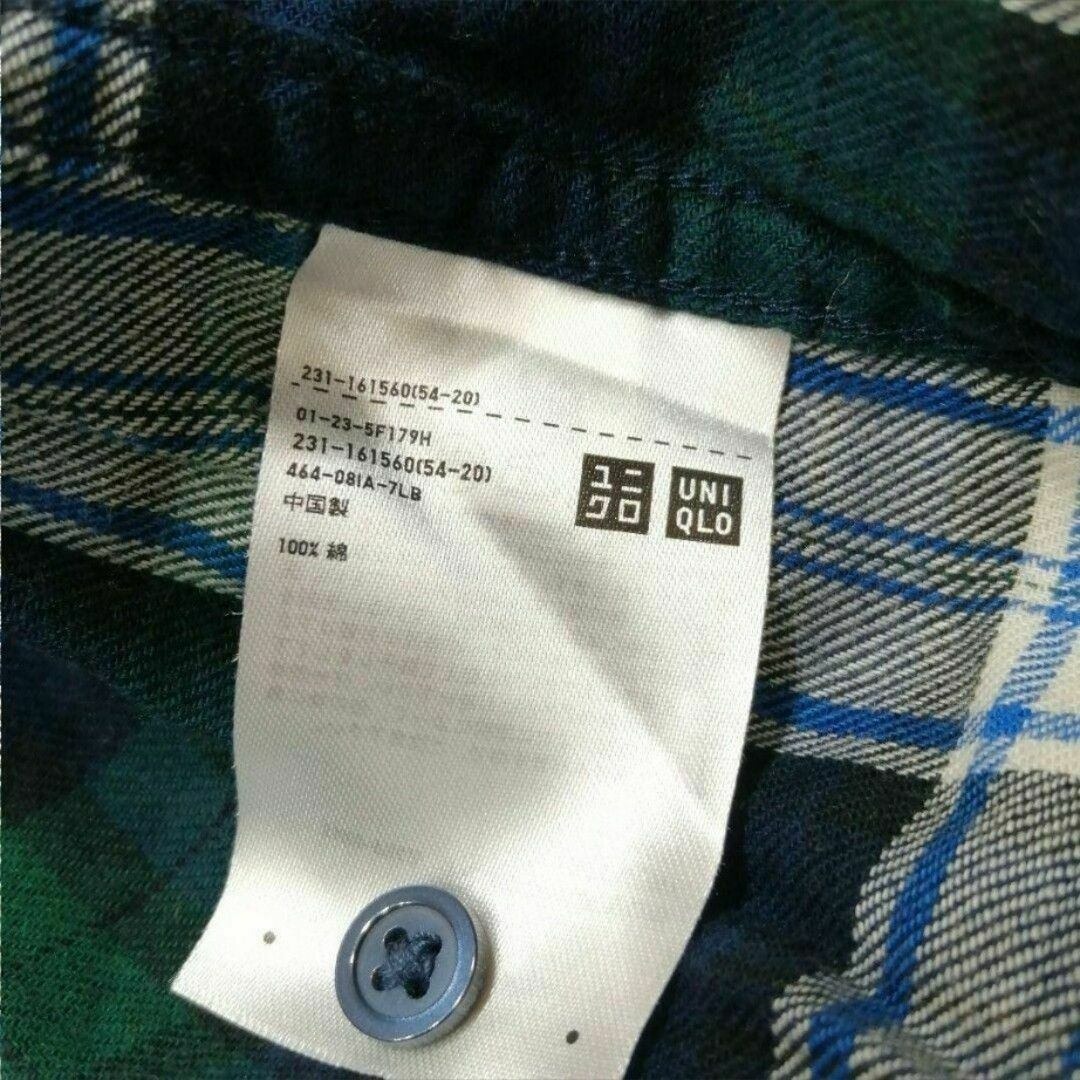 231-161560(54-20)
01-23-5F179H
231-161560(54-20)
464-081A-7LB
中国製
100% 綿
ユニ
クロ
UNI
QLO